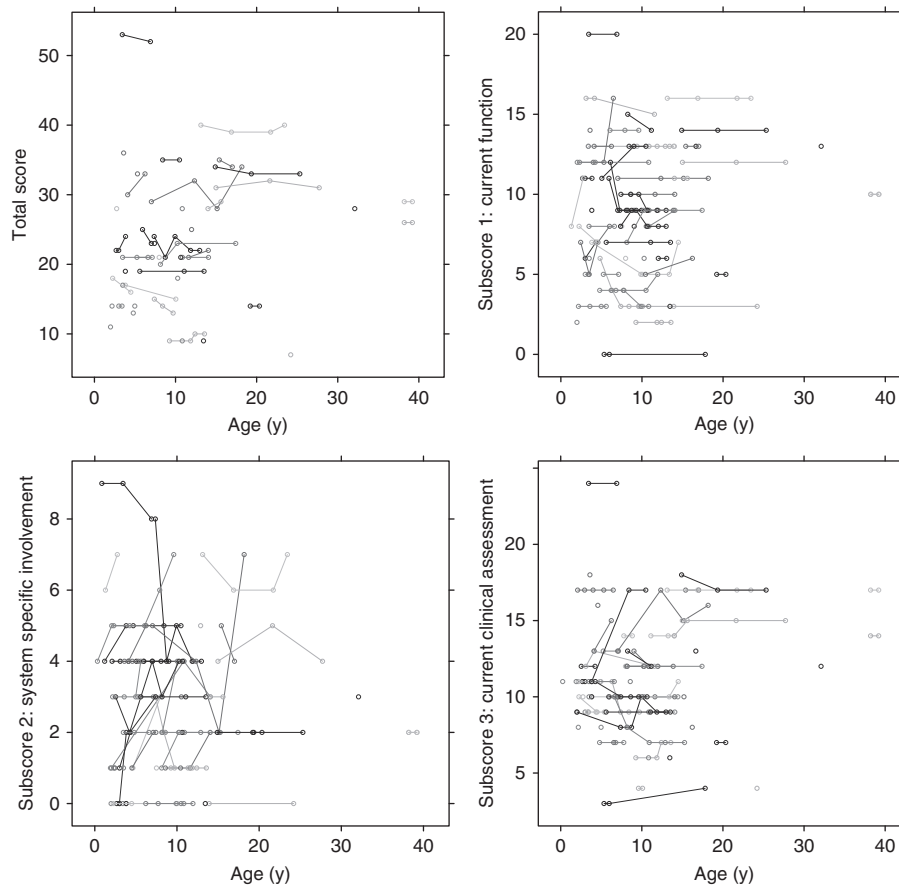 Total score
50
40
30
20
10
0 10 20 30 40
Age (y)
Subscore 1: current function
20
15
10
5
0
0 10 20 30 40
Age (y)
Subscore 2: system specific involvement
8
6
4
2
0
0 10 20 30 40
Age (y)
Subscore 3: current clinical assessment
20
15
10
5
0 10 20 30 40
Age (y)